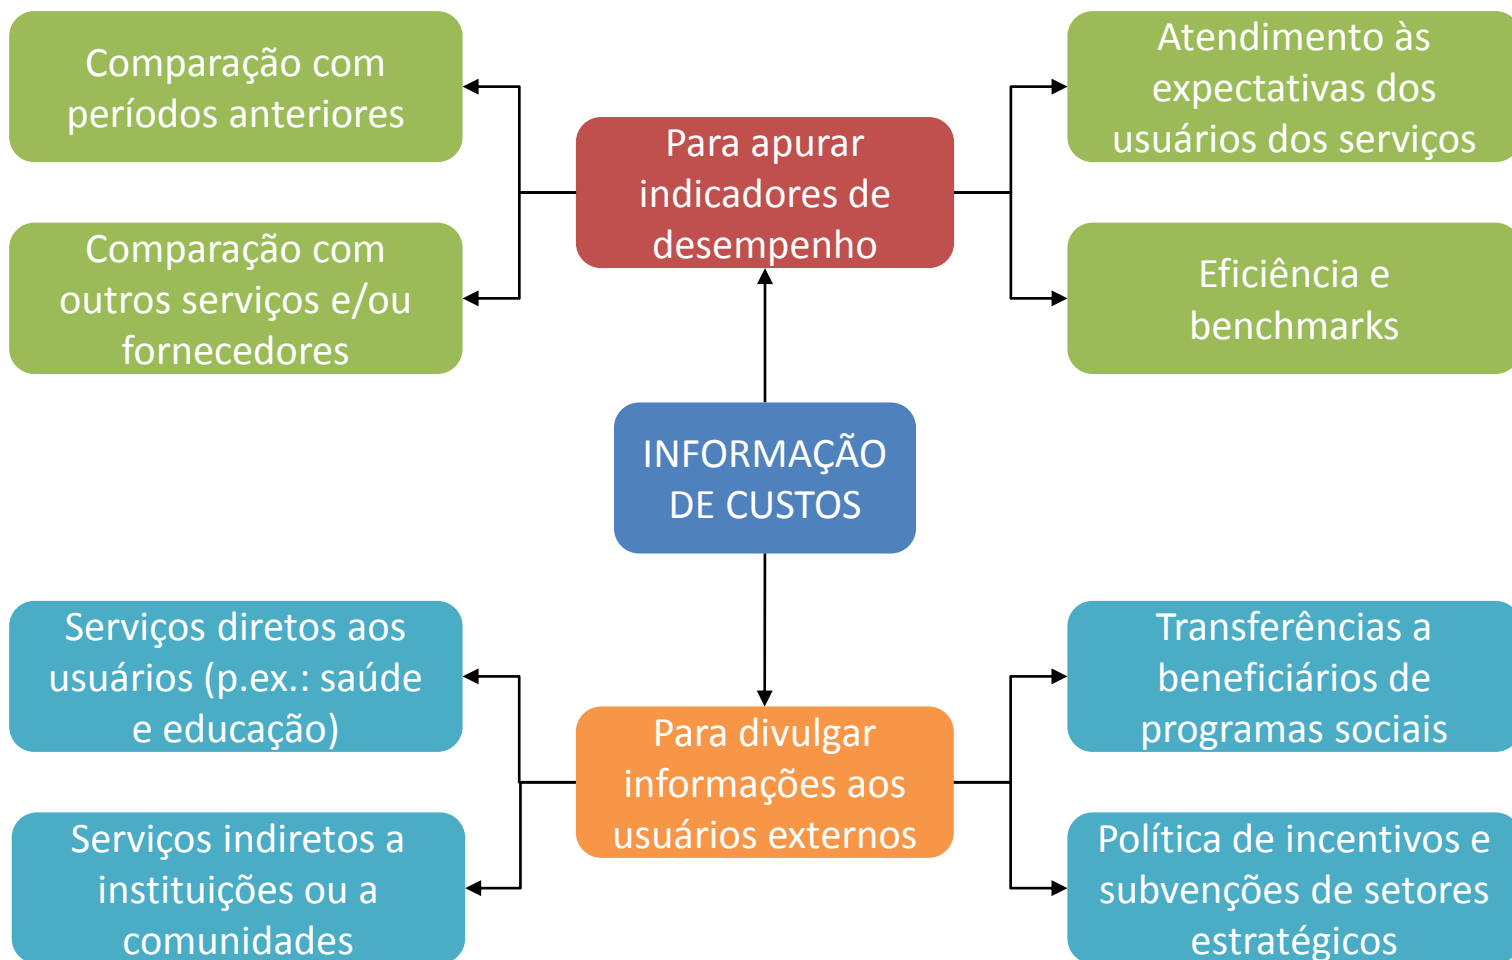 Comparação com
períodos anteriores
Comparação com
outros serviços e/ou
fornecedores
Para apurar
indicadores de
desempenho
Atendimento às
expectativas dos
usuários dos serviços
Eficiência e
benchmarks
INFORMAÇÃO
DE CUSTOS
Serviços diretos aos
usuários (p.ex.: saúde
e educação)
Serviços indiretos a
instituições ou a
comunidades
Para divulgar
informações aos
usuários externos
Transferências a
beneficiários de
programas sociais
Política de incentivos e
subvenções de setores
estratégicos